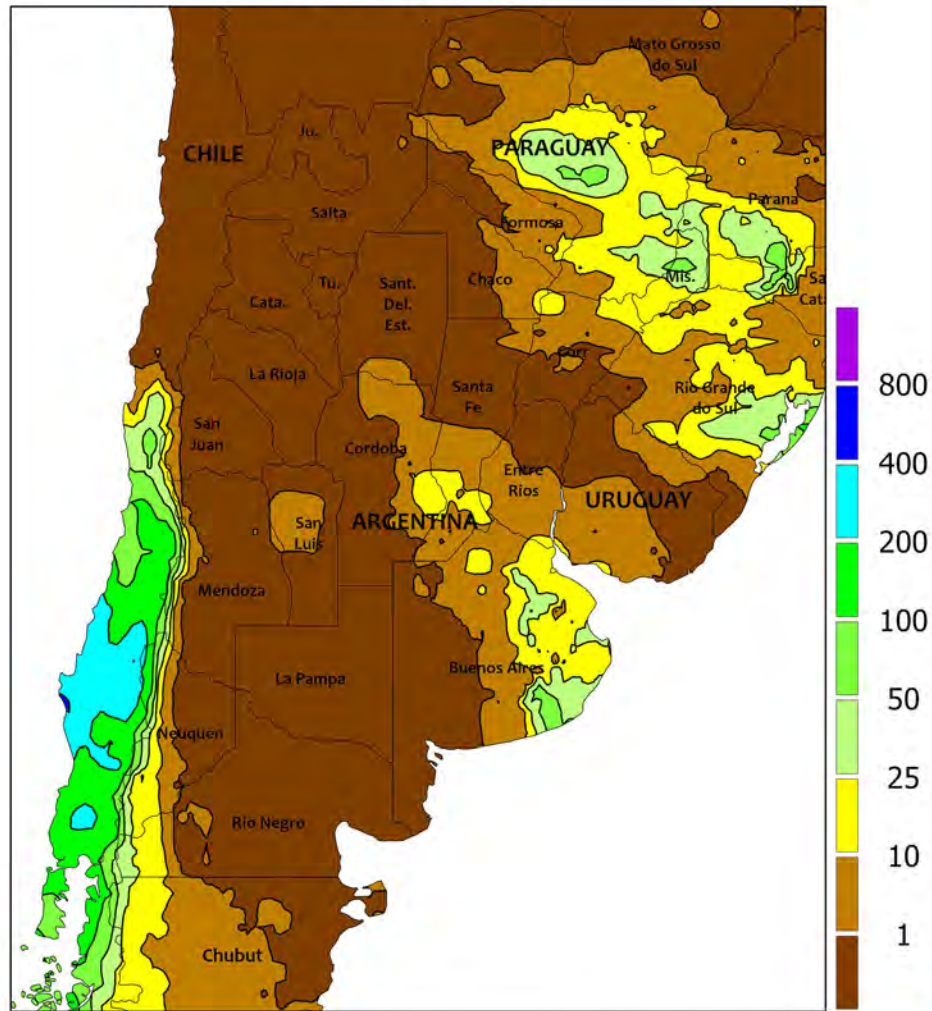 Mato Grosso
do Sul
Ju.
CHILE
PARAGUAY
Salta
Formosa
Parana
Chaco
Mis.
Sa
Cata.
Cata.
Tu.
Sant.
Del.
Est.
La Rioja
Corr
Santa
Fe
Rio Grande
do Sul
San
Juan
Cordoba
Entre
Rios
URUGUAY
ARGENTINA
San
Luis
Mendoza
Buenos Aires
La Pampa
Neuquen
Rio Negro
Chubut
800
400
200
100
50
25
10
1